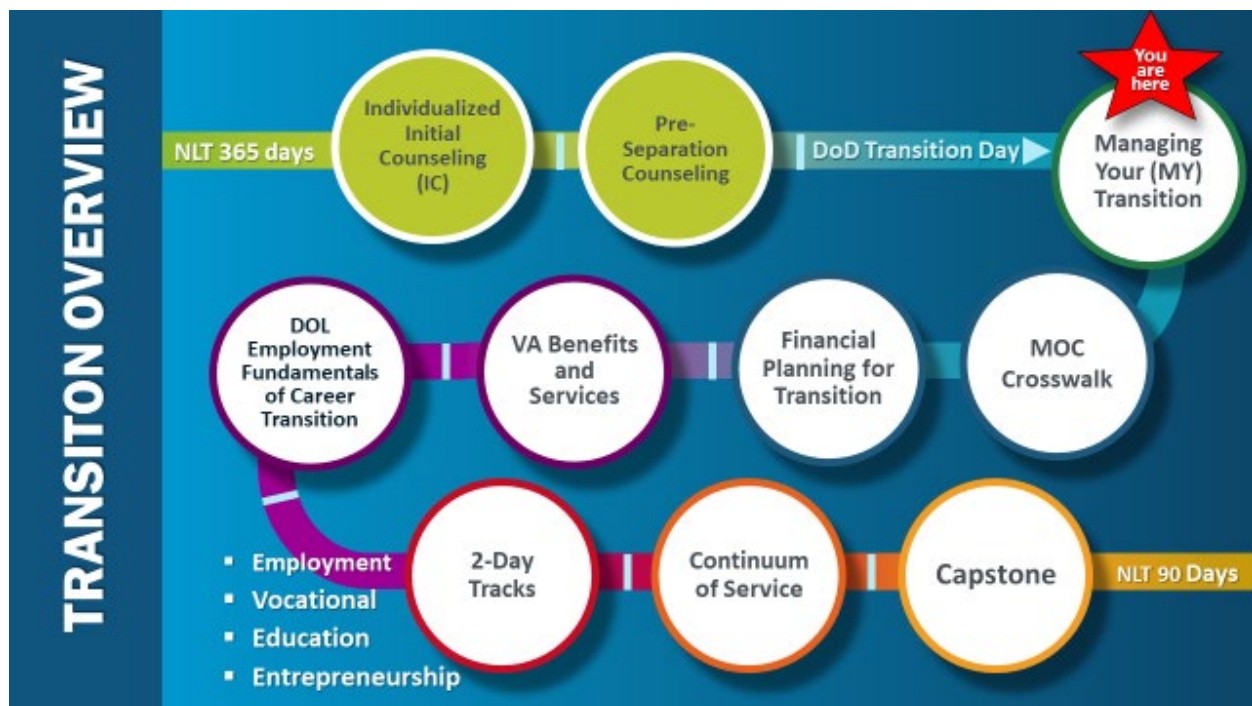 TRANSITON OVERVIEW
NLT 365 days
Individualized
Initial
Counseling
(IC)
Pre-
Separation
Counseling
DoD Transition Day
You
are
here
Managing
Your (MY)
Transition
MOC
Crosswalk
Financial
Planning for
Transition
VA Benefits
and
Services
DOL
Employment
Fundamentals
of Career
Transition
▪ Employment
▪ Vocational
▪ Education
▪ Entrepreneurship
2-Day
Tracks
Continuum
of Service
Capstone
NLT 90 Days